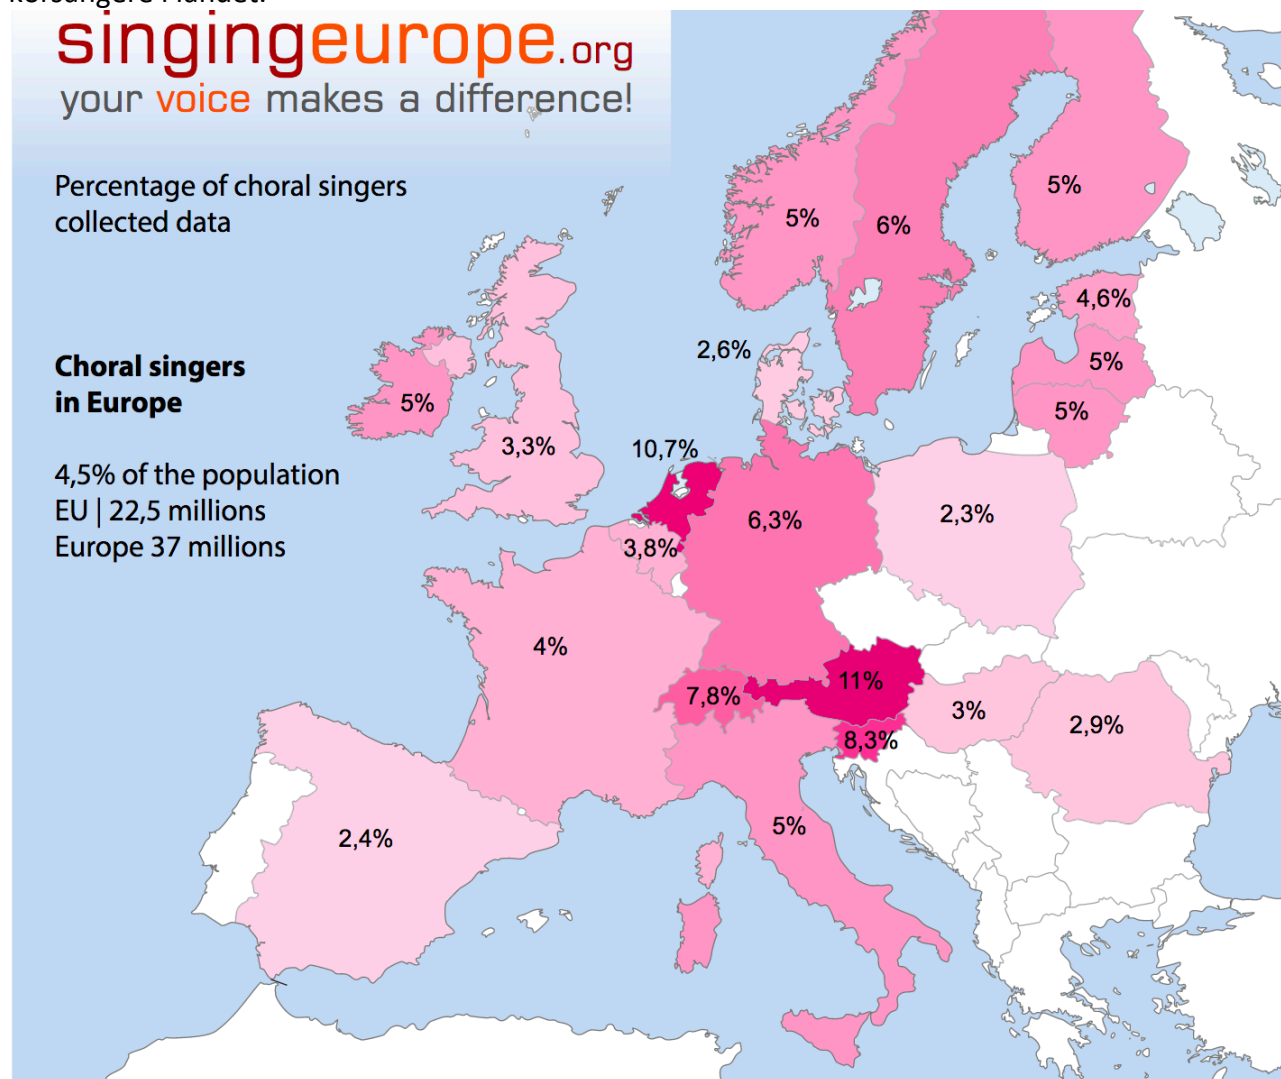 korsangere i landet.
singingeurope.org
your voice makes a difference!
Percentage of choral singers
collected data
5%
5%
6%
4,6%
2,6%
5%
Choral singers
in Europe
5%
5%
3,3%
10,7%
4,5% of the population
EU | 22,5 millions
Europe 37 millions
6,3%
2,3%
3,8%
4%
11%
7,8%
3%
2,9%
8,3%
5%
2,4%